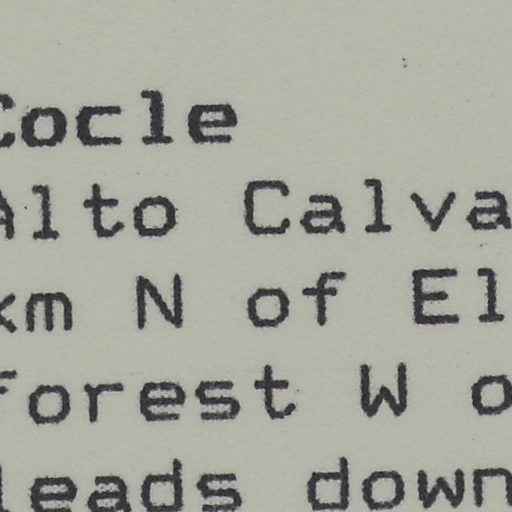 Cocle
Alto Calva
km N of El
forest W o
leads down